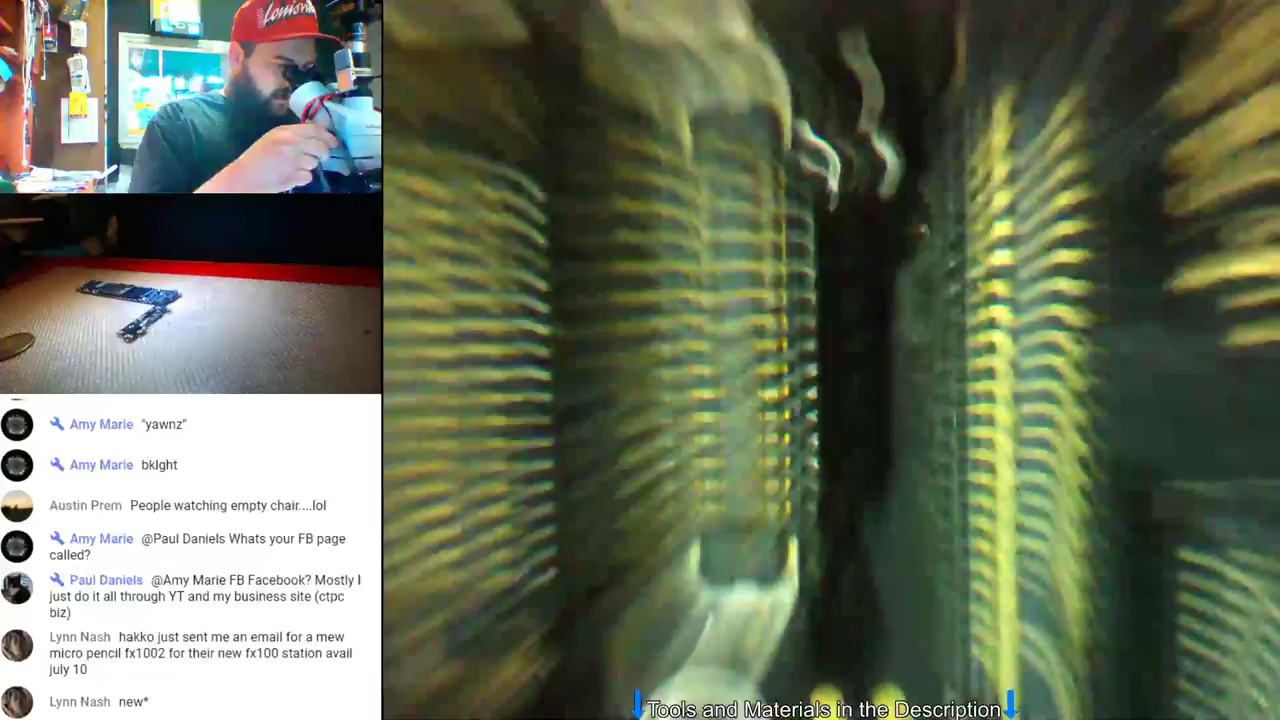 Louisville
Amy Marie "yawnz"
Amy Marie bklght
Austin Prem People watching empty chair....lol
Amy Marie @Paul Daniels Whats your FB page
called?
Paul Daniels @Amy Marie FB Facebook? Mostly I
just do it all through YT and my business site (ctpc
biz)
Lynn Nash hakko just sent me an email for a mew
micro pencil fx1002 for their new fx100 station avail
july 10
Lynn Nash new*
Tools and Materials in the Description